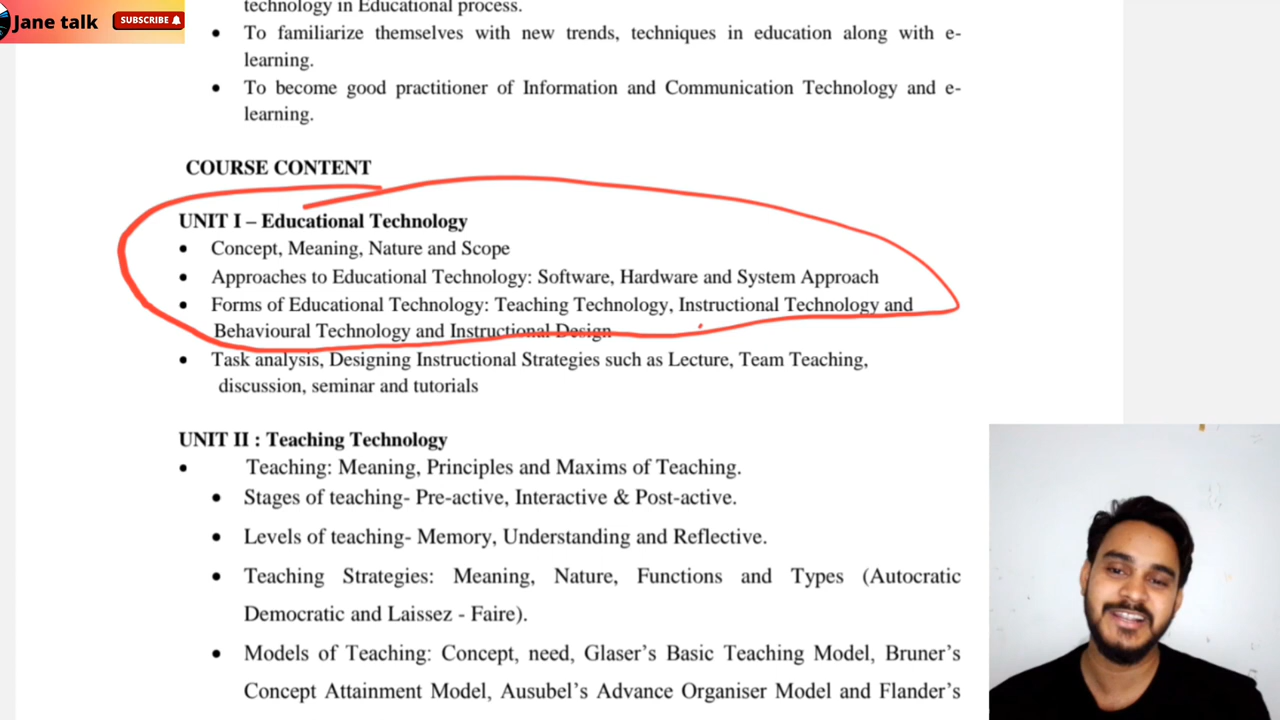 technology in Educational process.
Jane talk
SUBSCRIBE
• To familiarize themselves with new trends, techniques in education along with e-
learning.
• To become good practitioner of Information and Communication Technology and e-
learning.
COURSE CONTENT
UNIT I – Educational Technology
• Concept, Meaning, Nature and Scope
• Approaches to Educational Technology: Software, Hardware and System Approach
• Forms of Educational Technology: Teaching Technology, Instructional Technology and
Behavioural Technology and Instructional Design
• Task analysis, Designing Instructional Strategies such as Lecture, Team Teaching,
discussion, seminar and tutorials
UNIT II : Teaching Technology
• Teaching: Meaning, Principles and Maxims of Teaching.
• Stages of teaching- Pre-active, Interactive & Post-active.
• Levels of teaching- Memory, Understanding and Reflective.
• Teaching Strategies: Meaning, Nature, Functions and Types (Autocratic
Democratic and Laissez - Faire).
• Models of Teaching: Concept, need, Glaser’s Basic Teaching Model, Bruner’s
Concept Attainment Model, Ausubel’s Advance Organiser Model and Flander’s